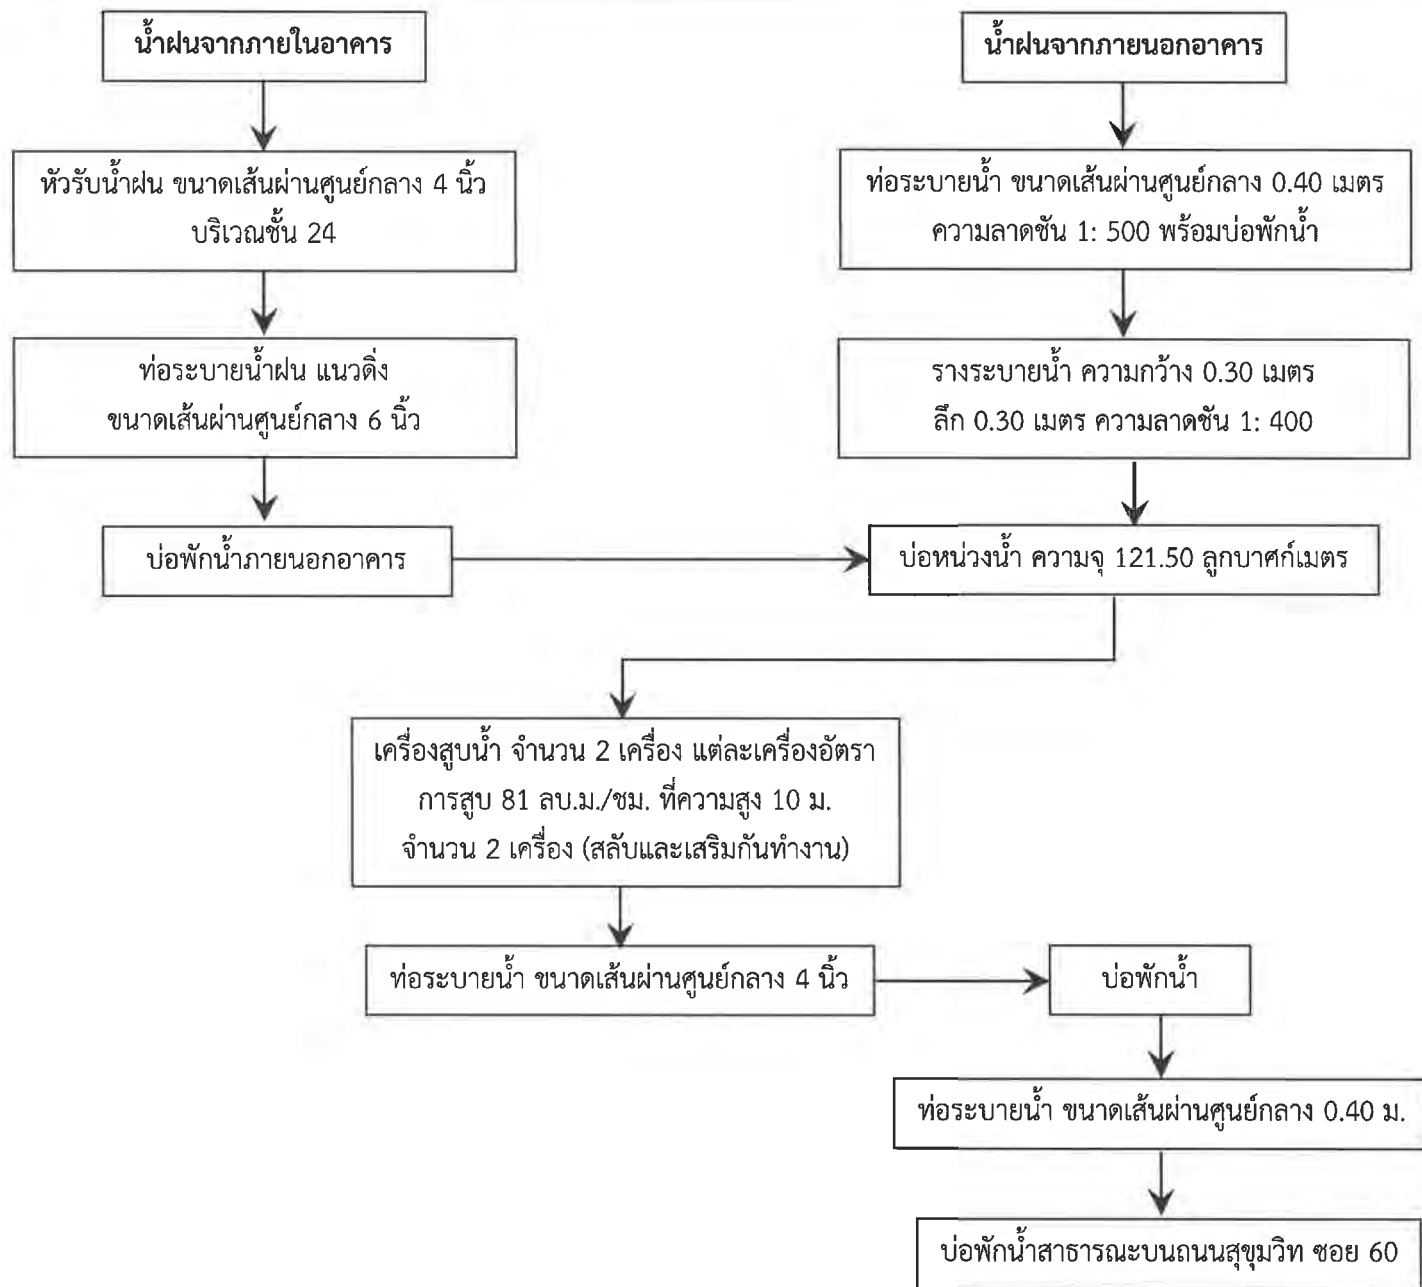 น้ำฝนจากภายในอาคาร
น้ำฝนจากภายนอกอาคาร
หัวรับน้ำฝน ขนาดเส้นผ่านศูนย์กลาง 4 นิ้ว
บริเวณชั้น 24
ท่อระบายน้ำ ขนาดเส้นผ่านศูนย์กลาง 0.40 เมตร
ความลาดชัน 1: 500 พร้อมบ่อพักน้ำ
ท่อระบายน้ำฝน แนวดิ่ง
ขนาดเส้นผ่านศูนย์กลาง 6 นิ้ว
รางระบายน้ำ ความกว้าง 0.30 เมตร
ลึก 0.30 เมตร ความลาดชัน 1: 400
บ่อพักน้ำภายนอกอาคาร
บ่อหน่วงน้ำ ความจุ 121.50 ลูกบาศก์เมตร
เครื่องสูบน้ำ จำนวน 2 เครื่อง แต่ละเครื่องอัตรา
การสูบ 81 ลบ.ม./ชม. ที่ความสูง 10 ม.
จำนวน 2 เครื่อง (สลับและเสริมกันทำงาน)
ท่อระบายน้ำ ขนาดเส้นผ่านศูนย์กลาง 4 นิ้ว
บ่อพักน้ำ
ท่อระบายน้ำ ขนาดเส้นผ่านศูนย์กลาง 0.40 ม.
บ่อพักน้ำสาธารณะบนถนนสุขุมวิท ซอย 60